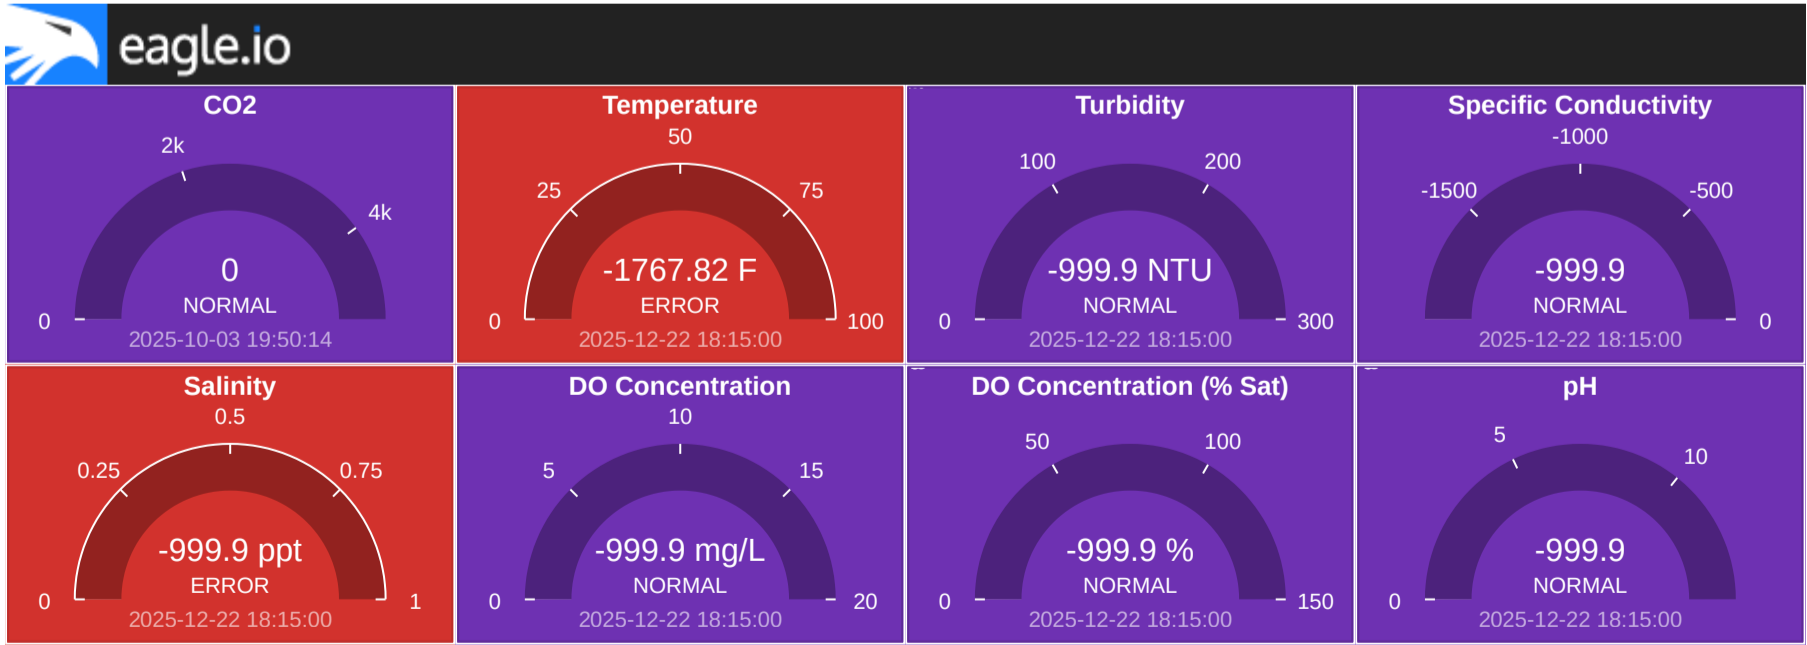 eagle.io
CO2
2k
4k
0
NORMAL
0
2025-10-03 19:50:14
Temperature
50
25
75
-1767.82 F
ERROR
0
100
2025-12-22 18:15:00
Turbidity
100
200
-999.9 NTU
NORMAL
0
300
2025-12-22 18:15:00
Specific Conductivity
-1000
-1500
-500
-999.9
NORMAL
0
2025-12-22 18:15:00
Salinity
0.5
0.25
0.75
-999.9 ppt
ERROR
0
1
2025-12-22 18:15:00
DO Concentration
10
5
15
-999.9 mg/L
NORMAL
0
20
2025-12-22 18:15:00
DO Concentration (% Sat)
50
100
-999.9 %
NORMAL
0
150
2025-12-22 18:15:00
pH
5
10
-999.9
NORMAL
0
2025-12-22 18:15:00